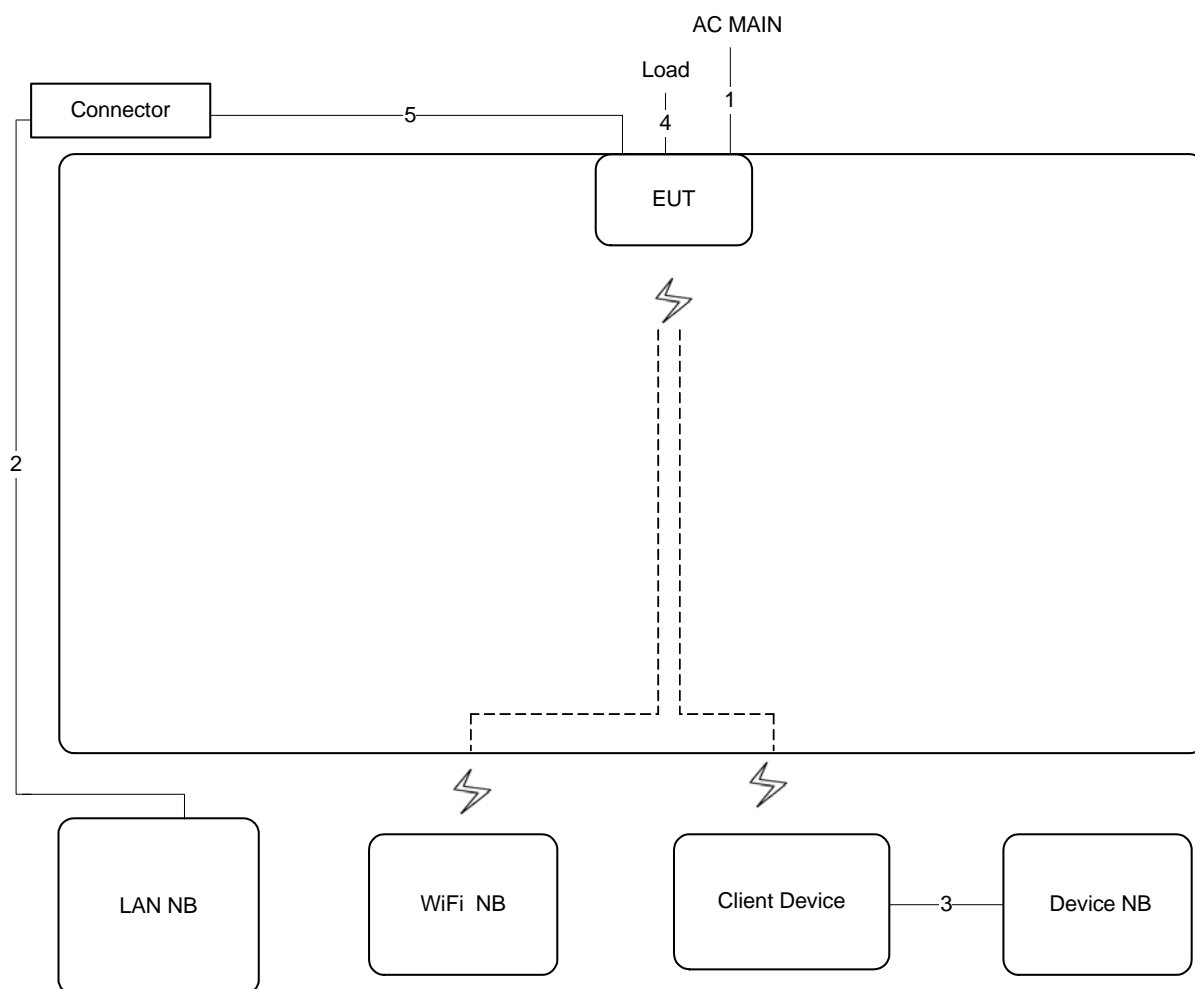 AC MAIN
Load
1
Connector
5
4
EUT
2
LAN NB
WiFi  NB
Client Device
3
Device NB